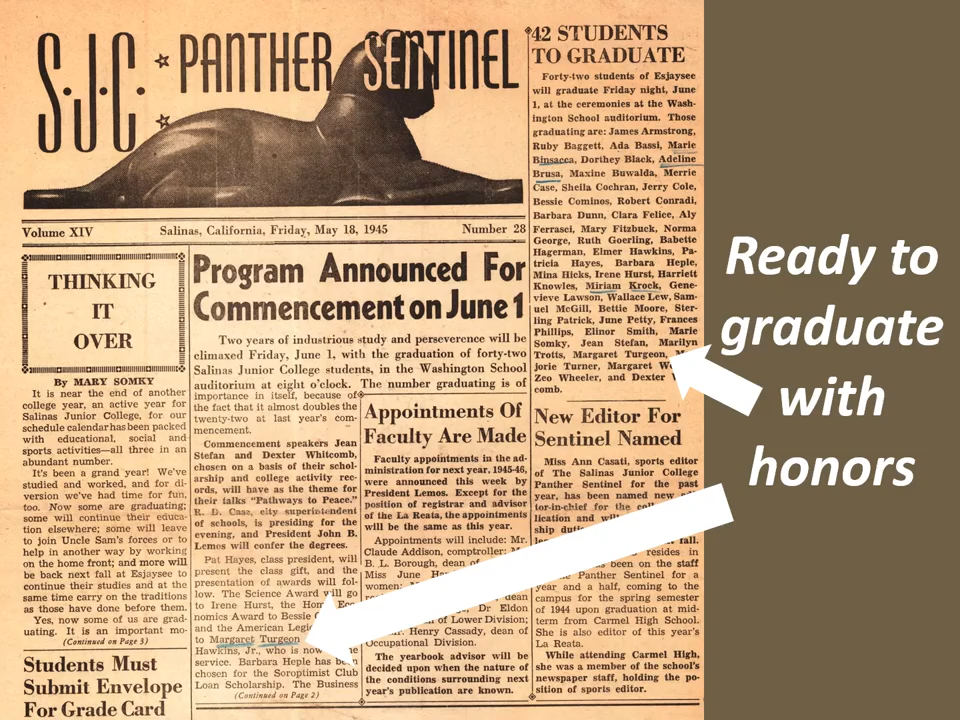 S.J.C. PANTHER SENTINEL
Volume XIV Salinas, California, Friday, May 18, 1945 Number 28
THINKING
IT
OVER
By MARY SOMKY
It is near the end of another
college year, an active year for
Salinas Junior College, for our
schedule calendar has been packed
with educational, social and
sports activities—all three in an
abundant number.
It's been a grand year! We've
studied and worked, and for di-
version we've had time for fun,
too. Now some us are graduating;
some will continue their educa-
tion elsewhere; some will leave
to join Uncle Sam's forces or to
help in another way by working
on the home front; and more will
be back next fall at Esjaysee to
continue their studies and at the
same time carry on the traditions
as those have done before them.
Yes, now some of us are grad-
uating. It is an important mo-
(Continued on Page 3)
Students Must
Submit Envelope
For Grade Card
Program Announced For
Commencement on June 1
Two years of industrious study and perseverence will be
climaxed Friday, June 1, with the graduation of forty-two
Salinas Junior College students, in the Washington School
auditorium at eight o'clock. The number graduating is of
importance in itself, because of
the fact that it almost doubles the
twenty-two at last year's com-
mencement.
Commencement speakers Jean
Stefan and Dexter Whitcomb,
chosen on a basis of their schol-
arship and college activity rec-
ords, will have as the theme for
their talks "Pathways to Peace."
R. D. Case, city superintendent
of schools, is presiding for the
evening, and President John B.
Lemos will confer the degrees.
Pat Hayes, class president, will
present the class gift, and the
presentation of awards will fol-
low. The Science Award will go
to Irene Hurst, the Home Eco-
nomics Award to Bessie
and the American Legi
to Margaret Turgeon
Hawkins, Jr., who is now
service. Barbara Heple has been
chosen for the Soroptimist Club
Loan Scholarship. The Business
(Continued on Page 2)
Appointments Of
Faculty Are Made
Faculty appointments in the ad-
ministration for next year, 1945-46,
were announced this week by
President Lemos. Except for the
position of registrar and advisor
of the La Reata, the appointments
will be the same as this year.
Appointments will include: Mr.
Claude Addison, comptroller;
B. L. Borough, dean of
Miss June
women;
dean
Dr Eldon
of Lower Division;
Henry Cassady, dean of
Occupational Division.
The yearbook advisor will be
decided upon when the nature of
the conditions surrounding next
year's publication are known.
42 STUDENTS
TO GRADUATE
Forty-two students of Esjaysee
will graduate Friday night, June
1, at the ceremonies at the Wash-
ington School auditorium. Those
graduating are: James Armstrong,
Ruby Baggett, Ada Bassi, Marie
Binsacca, Dorthey Black, Adeline
Brusa, Maxine Buwalda, Merrie
Case, Sheila Cochran, Jerry Cole,
Bessie Cominos, Robert Conradi,
Barbara Dunn, Clara Felice, Aly
Ferrasci, Mary Fitzbuck, Norma
George, Ruth Goerling, Babette
Hagerman, Elmer Hawkins, Pa-
tricia Hayes, Barbara Heple,
Mina Hicks, Irene Hurst, Harriett
Knowles, Miriam Krock, Gene-
vieve Lawson, Wallace Lew, Sam-
uel McGill, Bettie Moore, Ster-
ling Patrick, June Petty, Frances
Phillips, Elinor Smith, Marie
Somky, Jean Stefan, Marilyn
Trotts, Margaret Turgeon,
jorie Turner, Margaret
Zeo Wheeler, and Dexter
comb.
New Editor For
Sentinel Named
Miss Ann Casati, sports editor
of The Salinas Junior College
Panther Sentinel for the past
year, has been named new
tor-in-chief for the
lication and will
ship
fall.
resides in
been on the staff
Panther Sentinel for a
year and a half, coming to the
campus for the spring semester
of 1944 upon graduation at mid-
term from Carmel High School.
She is also editor of this year's
La Reata.
While attending Carmel High,
she was a member of the school's
newspaper staff, holding the po-
sition of sports editor.
Ready to
graduate
with
honors